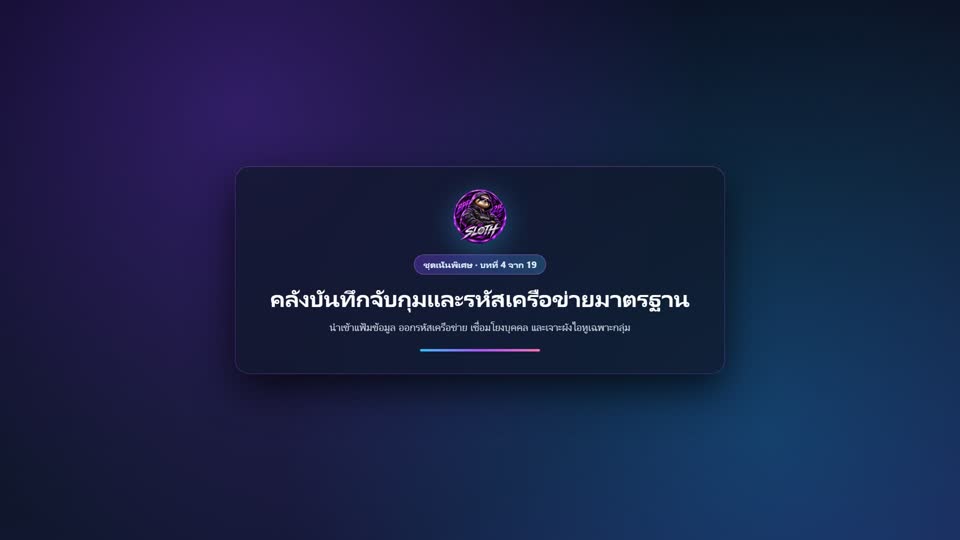 SLOTH
ชุดเน้นพิเศษ · บทที่ 4 จาก 19
คลังบันทึกจับกุมและรหัสเครือข่ายมาตรฐาน
นำเข้าแฟ้มข้อมูล ออกรหัสเครือข่าย เชื่อมโยงบุคคล และเจาะผังไอทูเฉพาะกลุ่ม